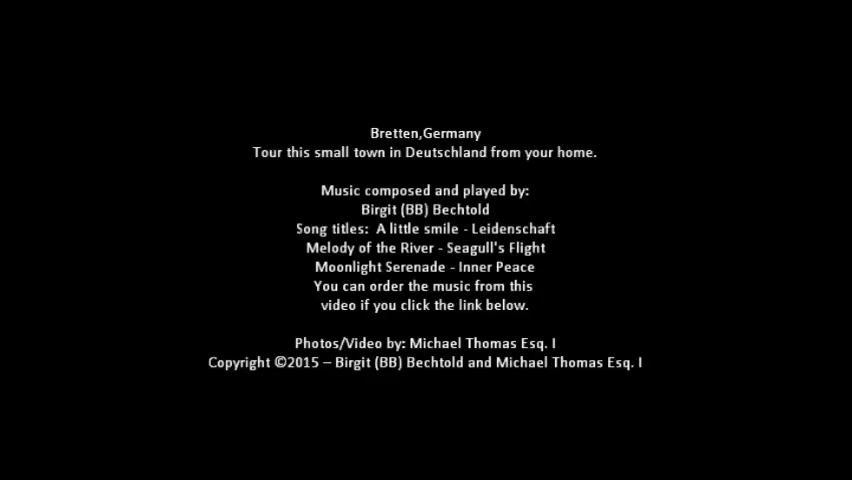 Bretten,Germany
Tour this small town in Deutschland from your home.
Music composed and played by:
Birgit (BB) Bechtold
Song titles:  A little smile - Leidenschaft
Melody of the River - Seagull's Flight
Moonlight Serenade - Inner Peace
You can order the music from this
video if you click the link below.
Photos/Video by: Michael Thomas Esq. I
Copyright ©2015 – Birgit (BB) Bechtold and Michael Thomas Esq. I